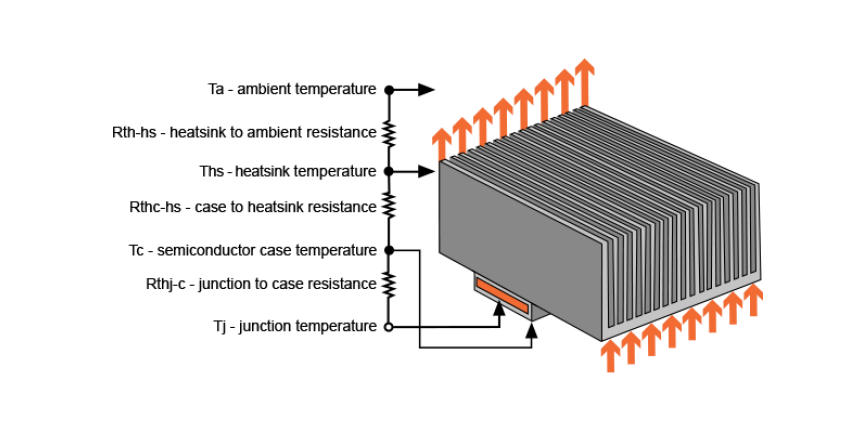 Ta - ambient temperature
Rth-hs - heatsink to ambient resistance
Ths - heatsink temperature
Rthc-hs - case to heatsink resistance
Tc - semiconductor case temperature
Rthj-c - junction to case resistance
Tj - junction temperature